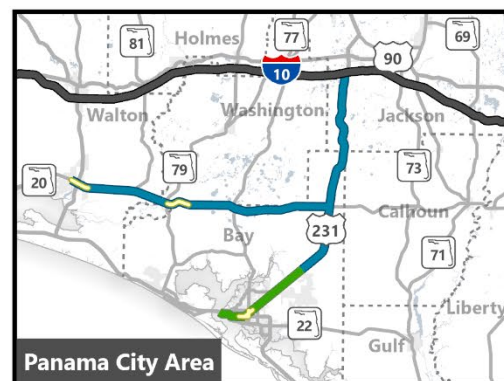 81
Holmes
77
69
10
90
Walton
Washington
Jackson
79
73
20
Calhoun
Bay
231
71
22
Liberty
Gulf
Panama City Area